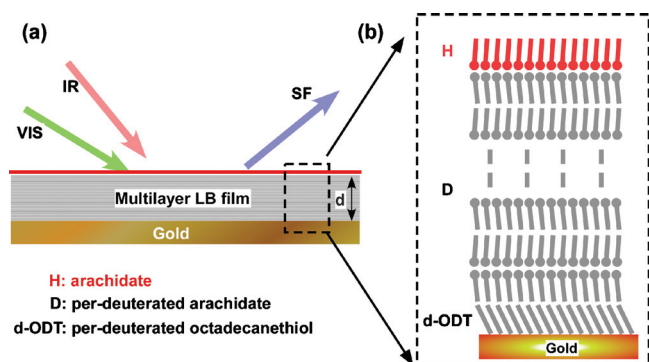 (a)
IR
SF
VIS
Multilayer LB film
d
Gold
H: arachidate
D: per-deuterated arachidate
d-ODT: per-deuterated octadecanethiol
(b)
H
D
d-ODT
Gold